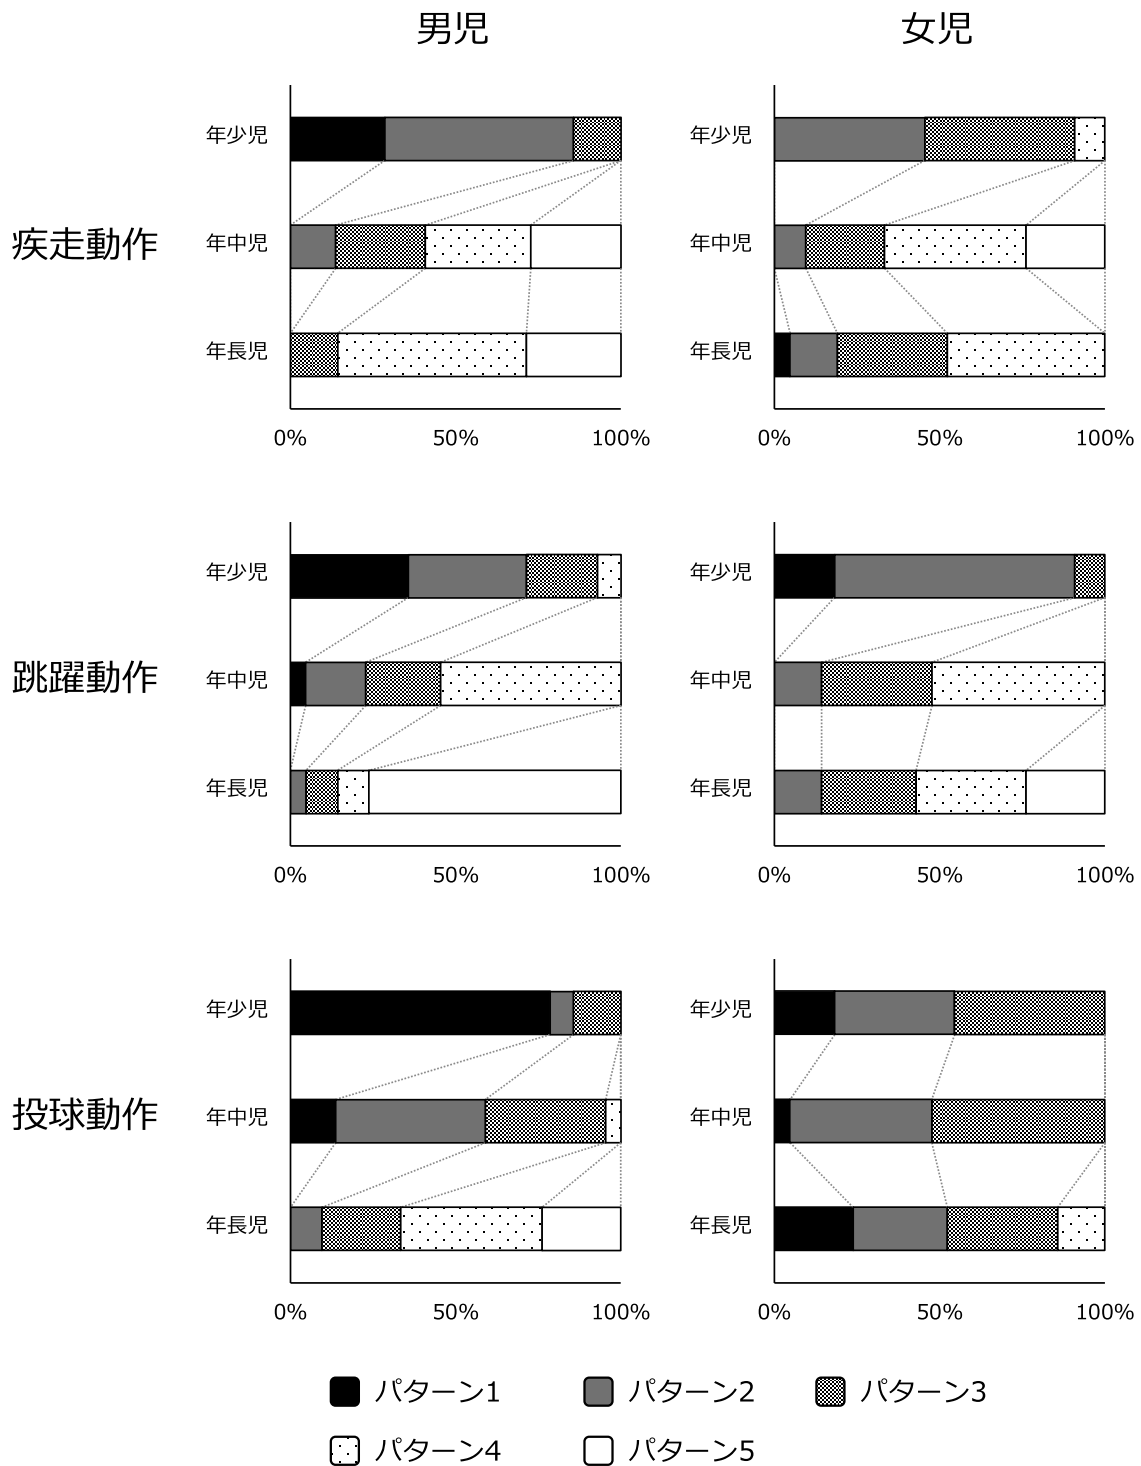 男児 女児
年少児 年少児
疾走動作 年中児 年中児
年長児 年長児
0% 50% 100% 0% 50% 100%
年少児 年少児
跳躍動作 年中児 年中児
年長児 年長児
0% 50% 100% 0% 50% 100%
年少児 年少児
投球動作 年中児 年中児
年長児 年長児
0% 50% 100% 0% 50% 100%
パターン1 パターン2 パターン3
パターン4 パターン5